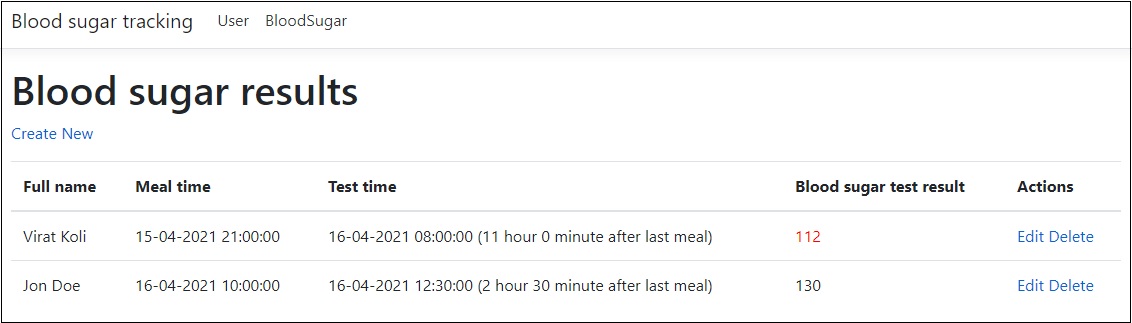 Blood sugar tracking User BloodSugar
Blood sugar results
Create New
Full name Meal time Test time Blood sugar test result Actions
Virat Koli 15-04-2021 21:00:00 16-04-2021 08:00:00 (11 hour 0 minute after last meal) 112 Edit Delete
Jon Doe 16-04-2021 10:00:00 16-04-2021 12:30:00 (2 hour 30 minute after last meal) 130 Edit Delete